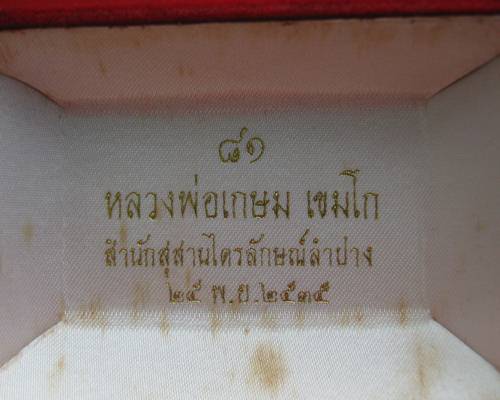 ๘๑
หลวงพ่อเกษม เขมโก
สำนักสุสานไตรลักษณ์ลำปาง
๒๕ พ.ย.๒๕๓๕